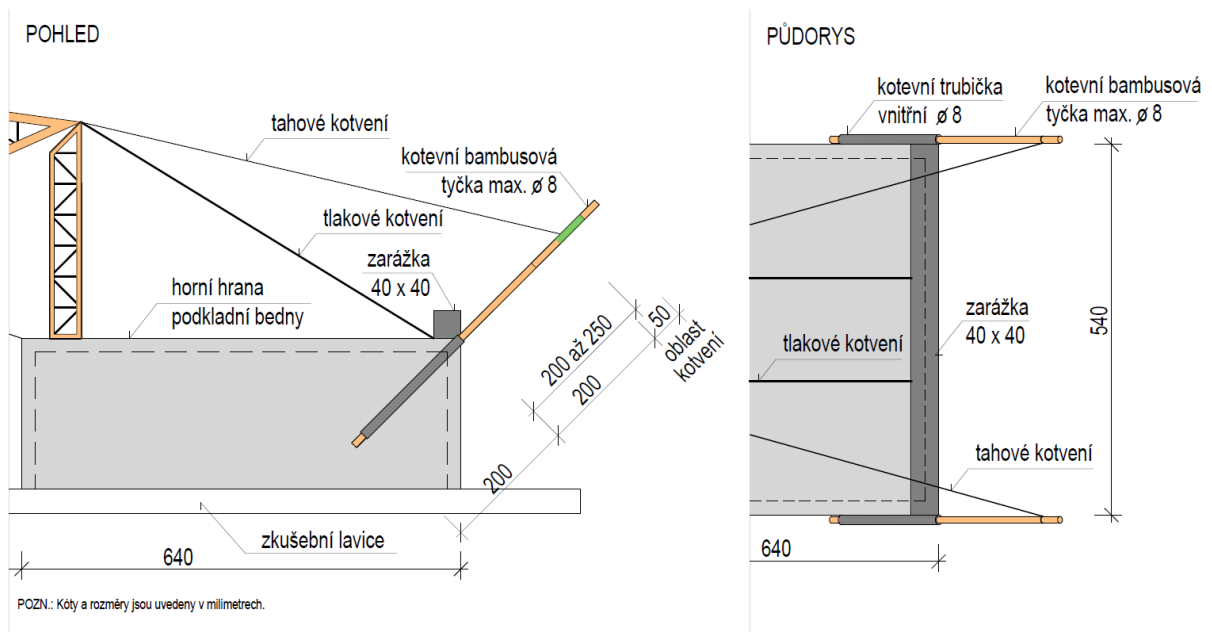 POHLED
tahové kotvení
kotevní bambusová
tyčka max. ø 8
tlakové kotvení
zarážka
40 x 40
horní hrana
podkladní bedny
200 až 250
50
oblast
kotvení
200
200
zkušební lavice
640
POZN.: Kóty a rozměry jsou uvedeny v milimetrech.
PŮDORYS
kotevní trubička
vnitřní ø 8
kotevní bambusová
tyčka max. ø 8
zarážka
40 x 40
540
tlakové kotvení
tahové kotvení
640